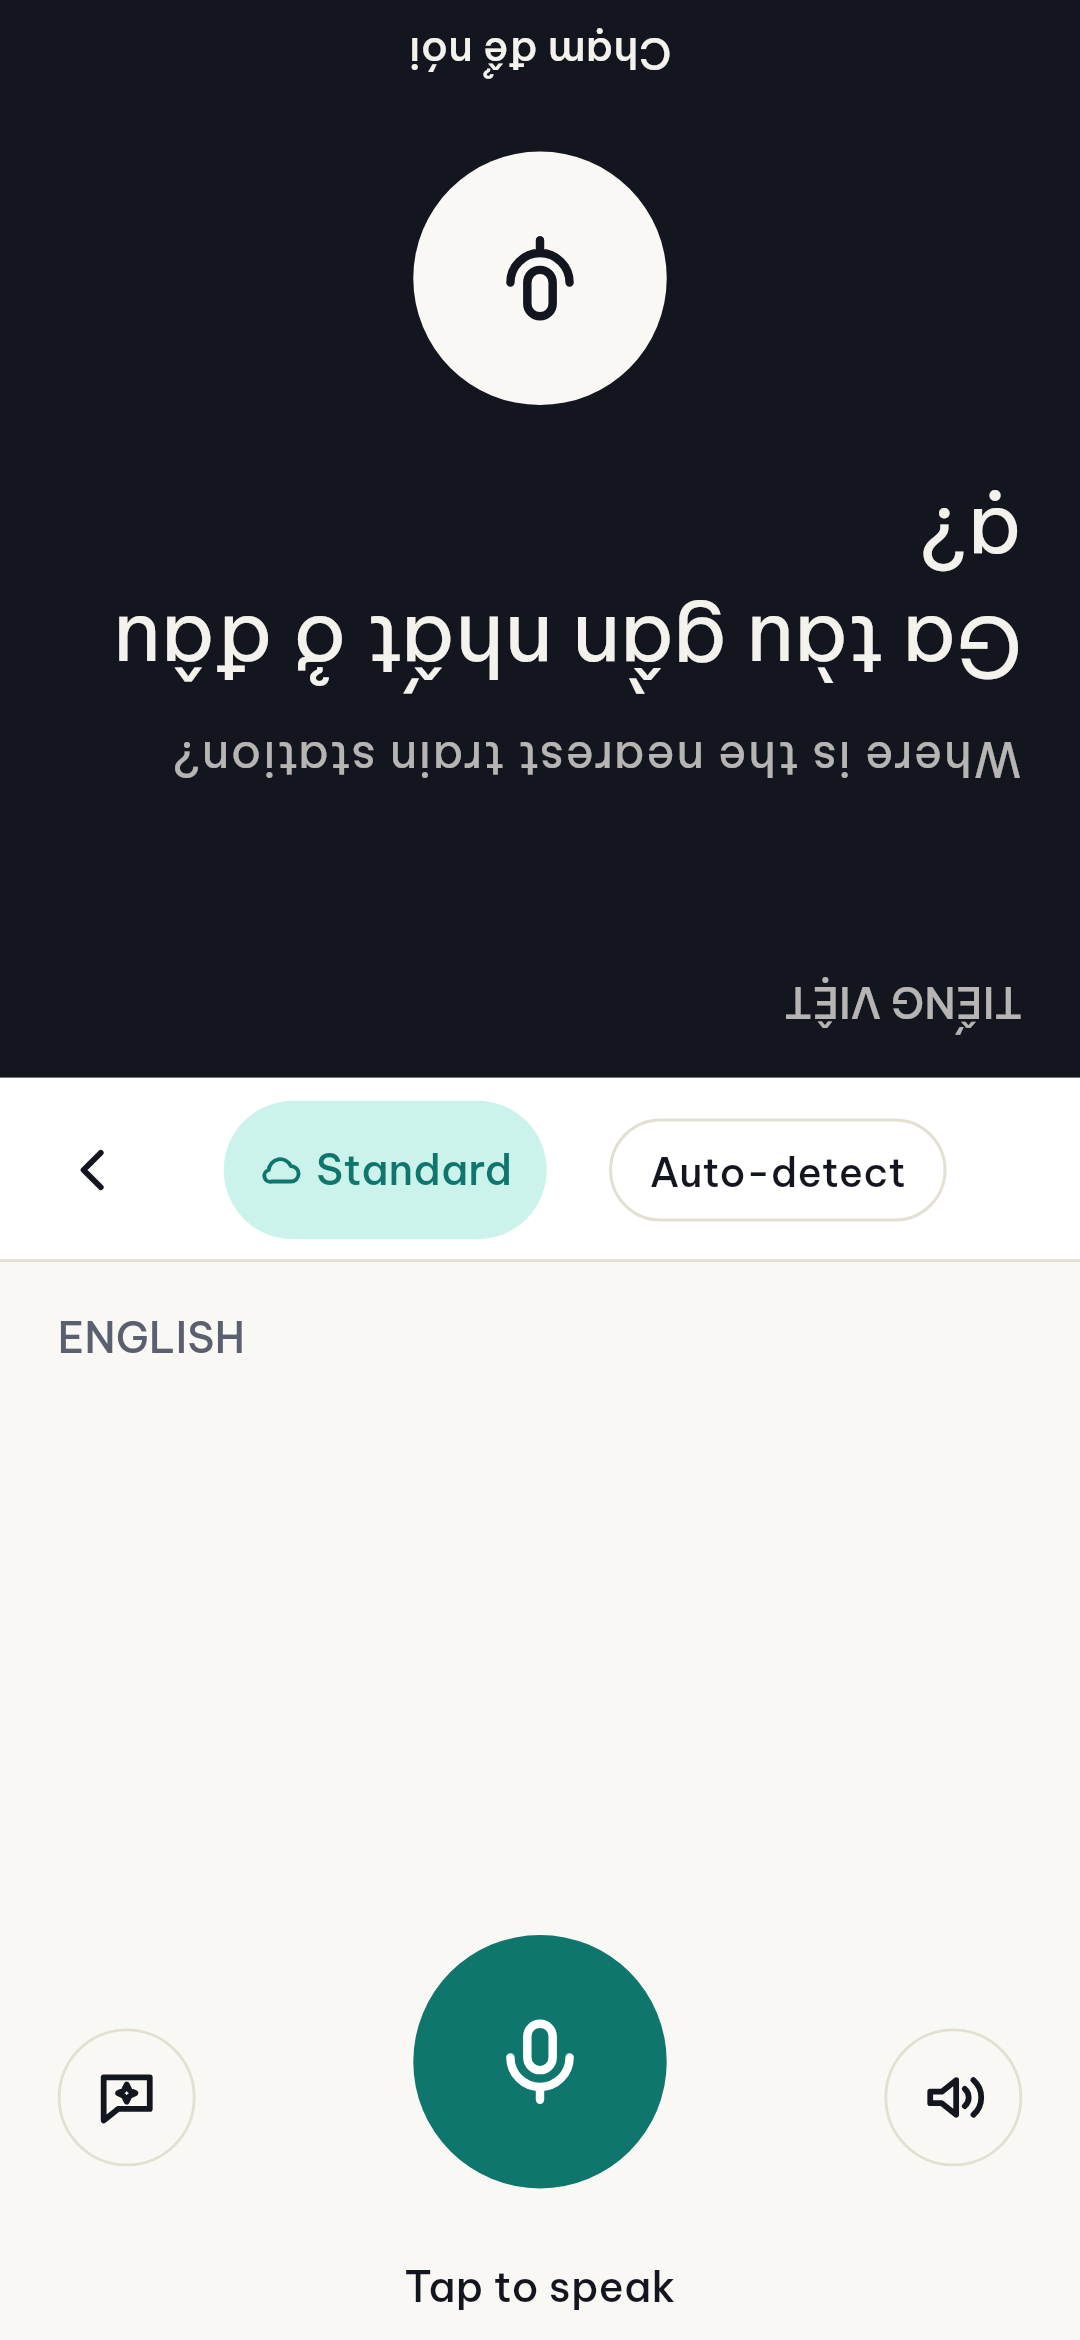 TIẾNG VIỆT
Where is the nearest train station?
Ga tàu gần nhất ở đâu
ạ?
Chạm để nói
Standard
Auto-detect
ENGLISH
Tap to speak